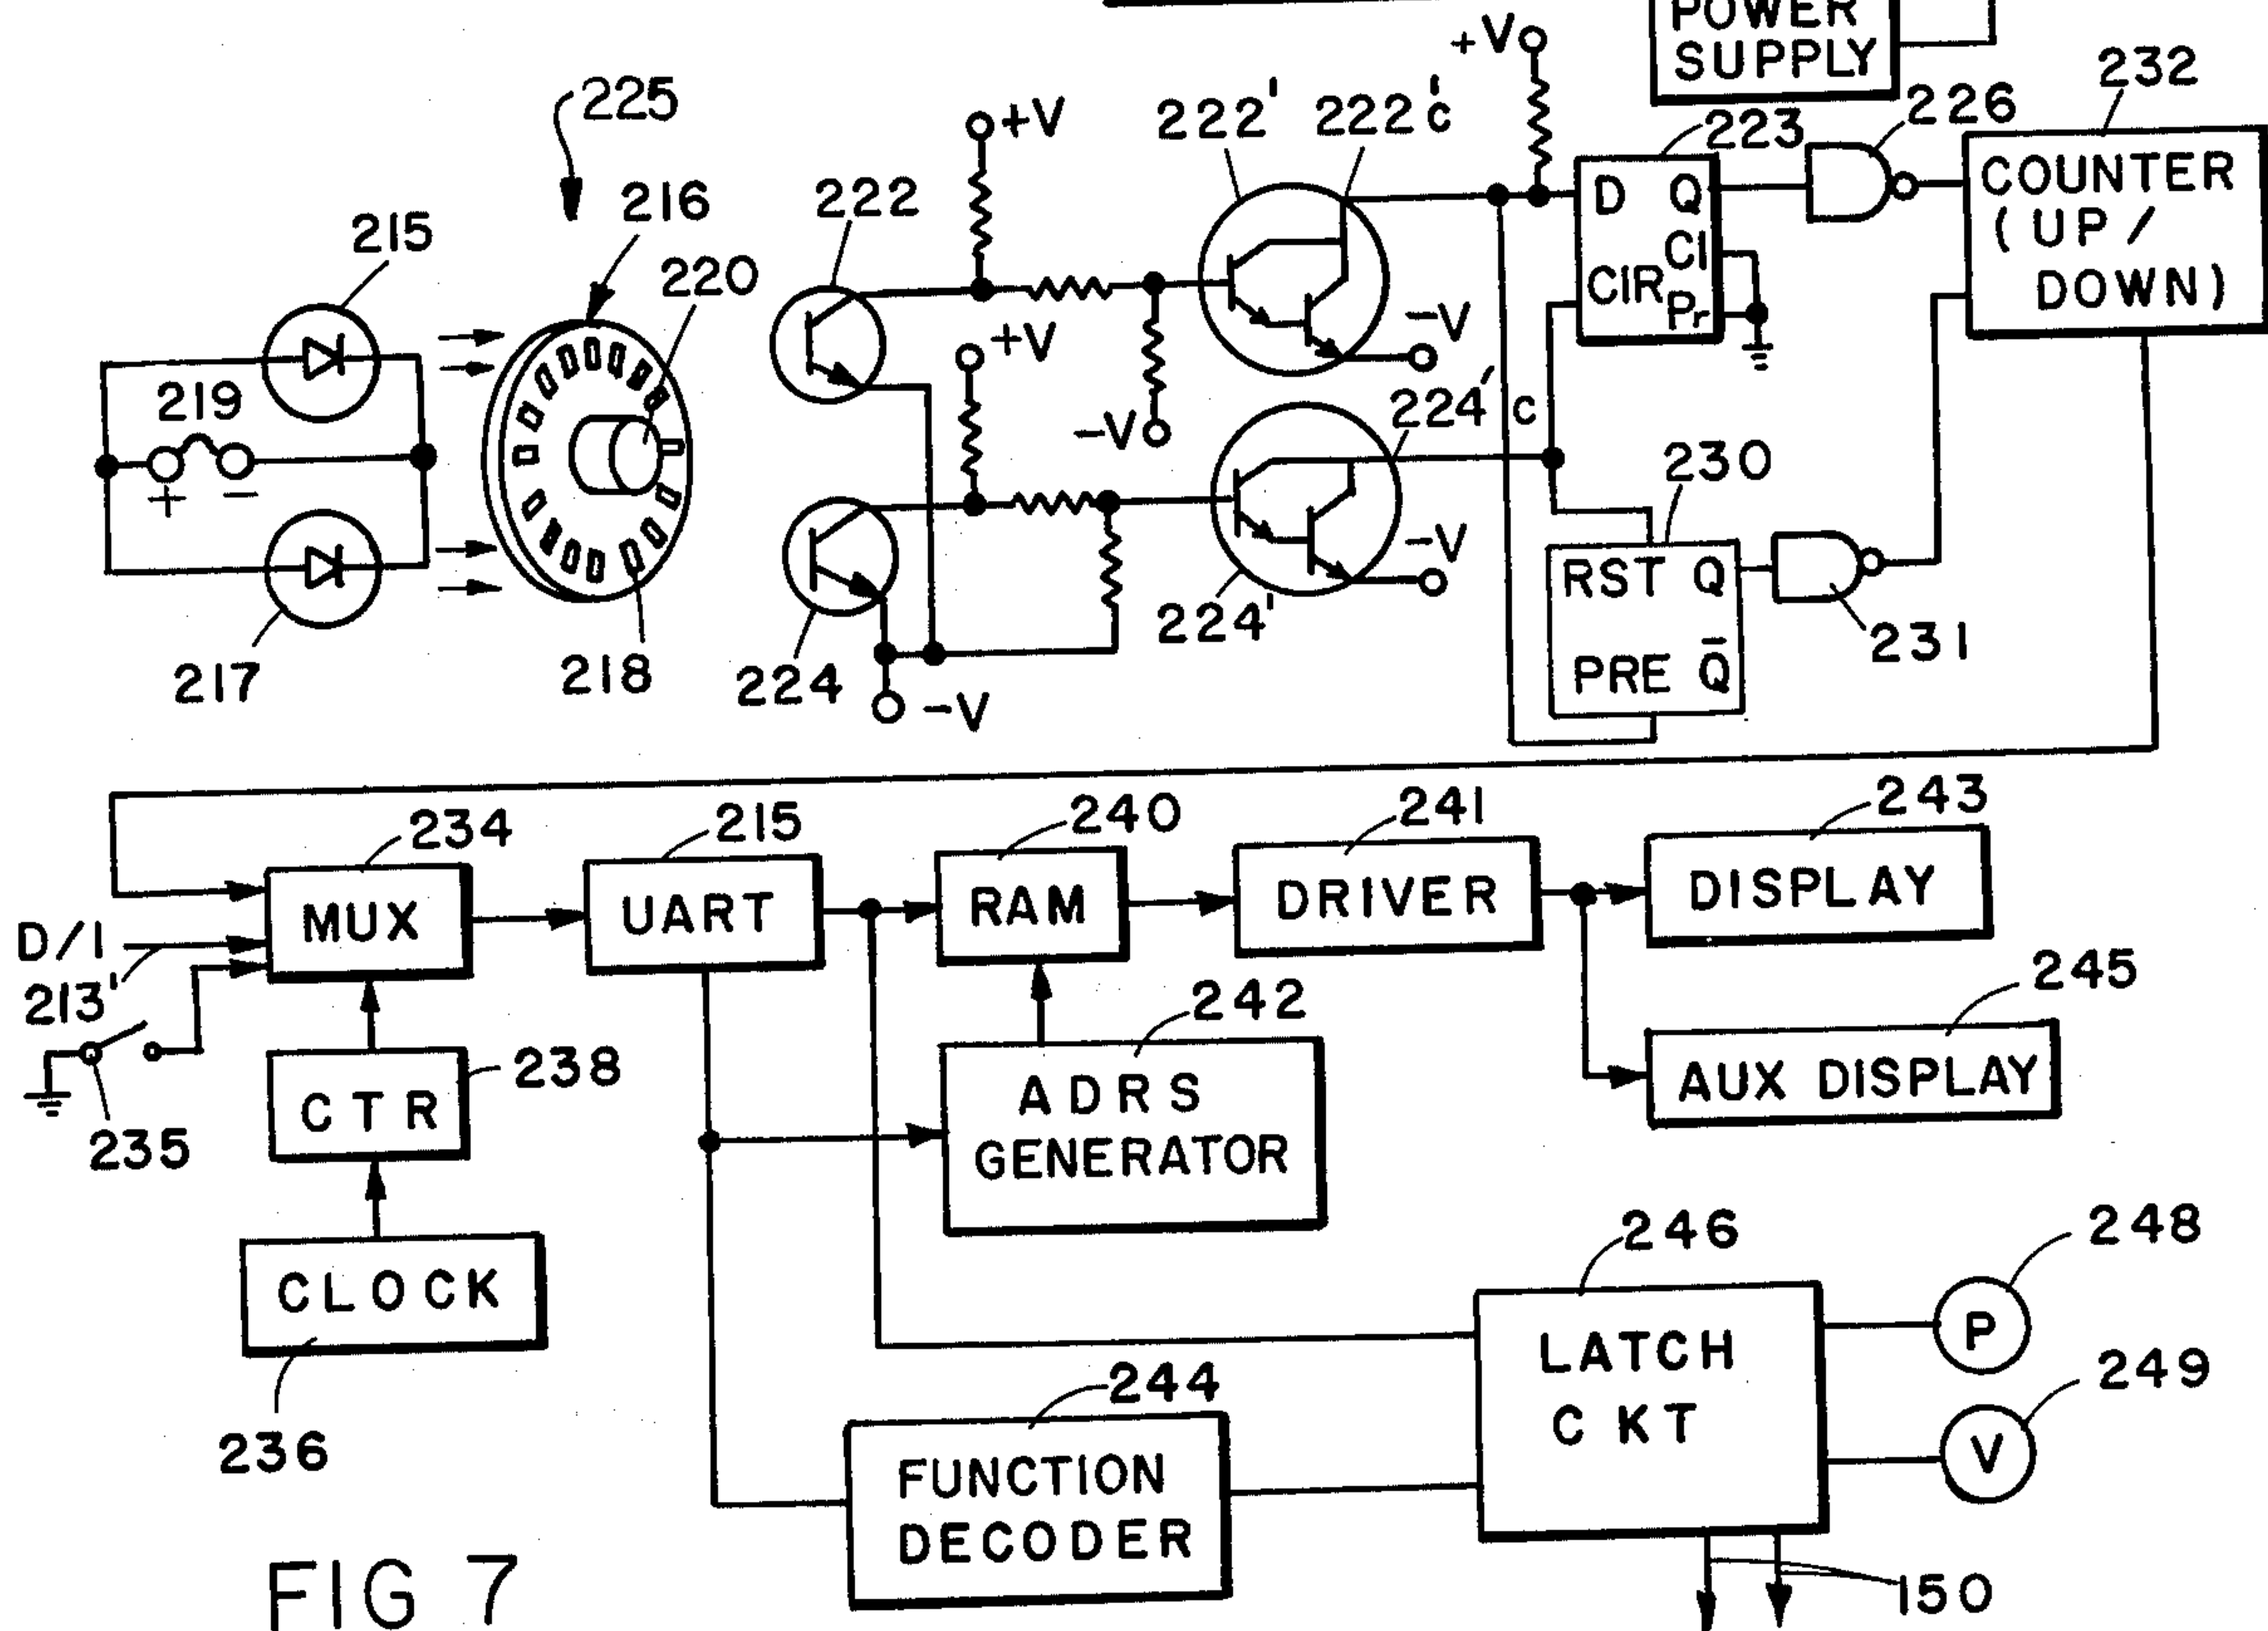 POWER
SUPPLY
+V
232
225
+V
222'
222'c
223
226
215
216
220
222
D Q
Cl
CIR
Pr
COUNTER
(UP/
DOWN)
219
+ −
+V
−V
−V
224'c
230
−V
RST Q
PRE Q̅
231
217
218
224
−V
224'
234
215
240
241
243
MUX
UART
RAM
DRIVER
DISPLAY
D/I
213'
235
CTR
238
242
ADRS
GENERATOR
245
AUX DISPLAY
CLOCK
236
246
LATCH
CKT
248
P
249
V
244
FUNCTION
DECODER
150
FIG 7